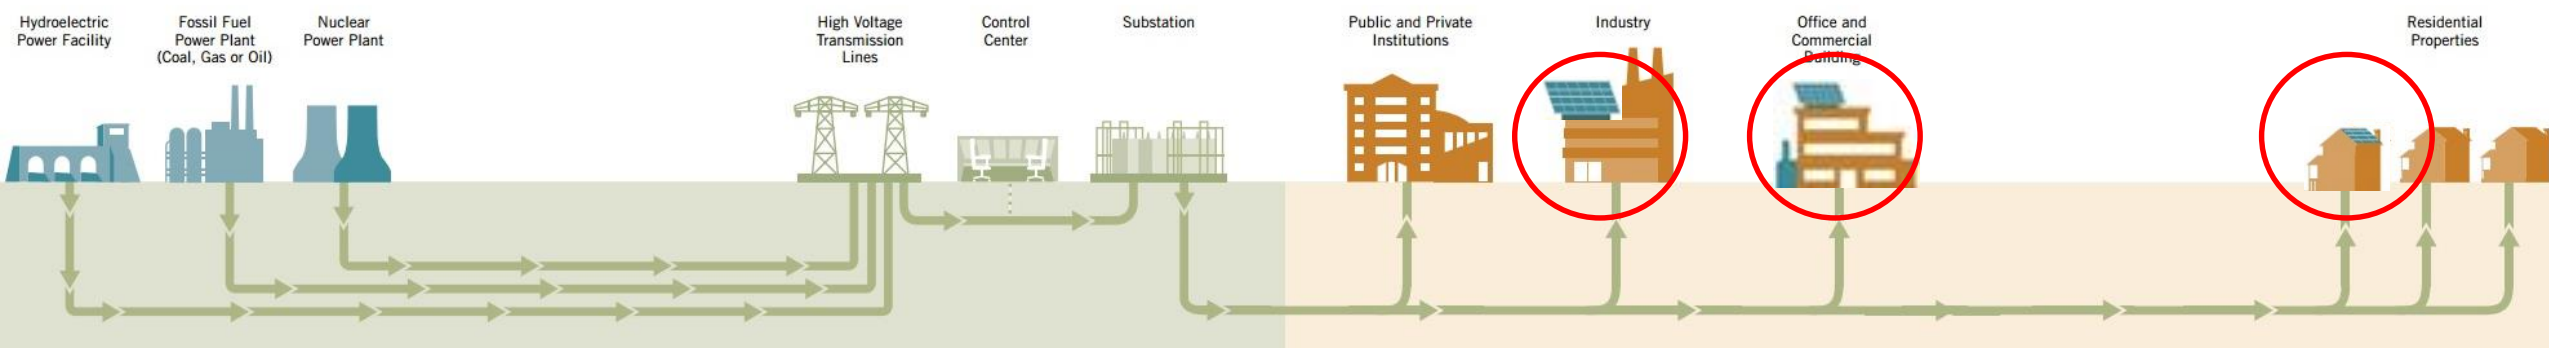 Hydroelectric
Power Facility
Fossil Fuel
Power Plant
(Coal, Gas or Oil)
Nuclear
Power Plant
High Voltage
Transmission
Lines
Control
Center
Substation
Public and Private
Institutions
Industry
Office and
Commercial
Building
Residential
Properties